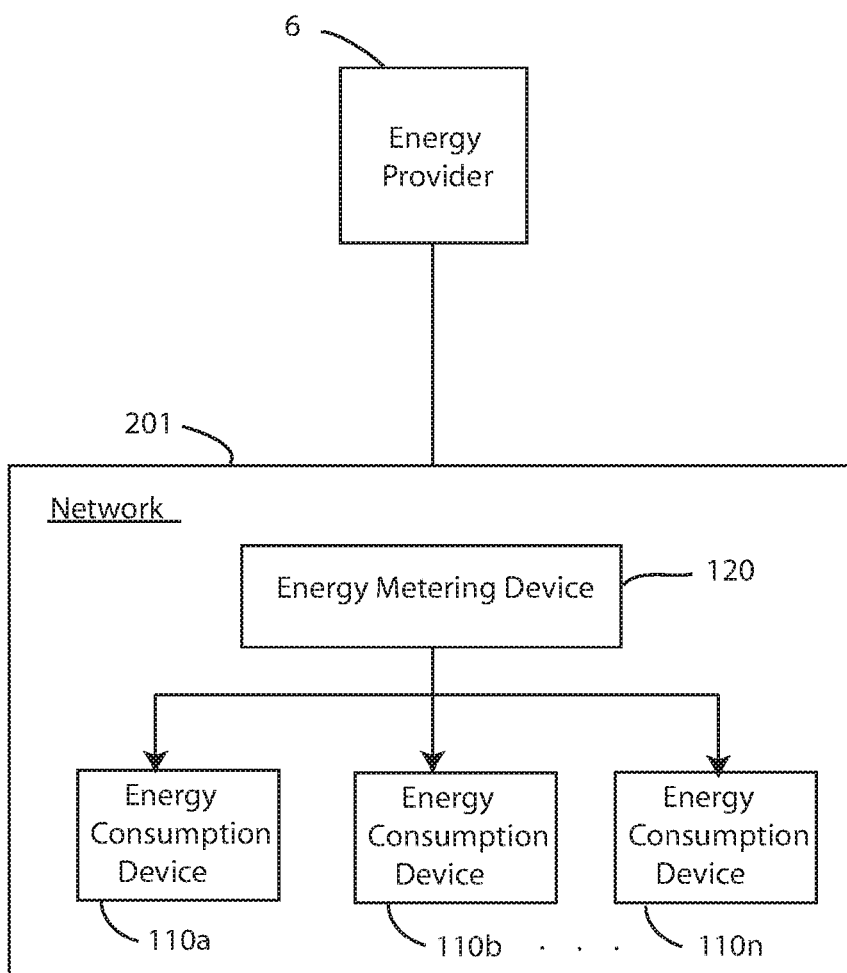 6
Energy
Provider
201
Network
Energy Metering Device
120
Energy
Consumption
Device
Energy
Consumption
Device
Energy
Consumption
Device
110a
110b . . . 110n